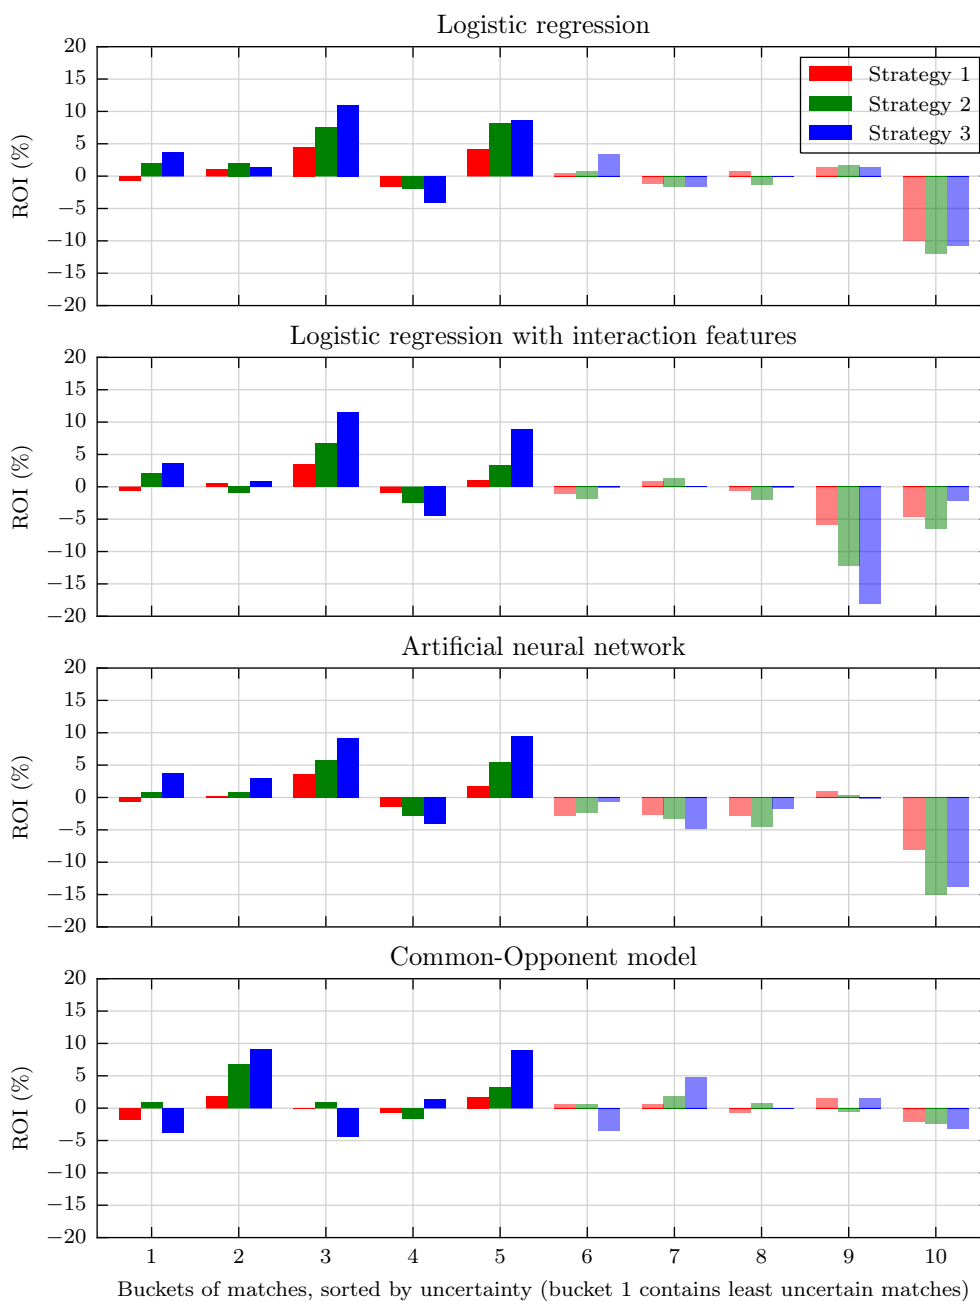 Logistic regression
20
15
10
5
0
−5
−10
−15
−20
ROI (%)
Strategy 1
Strategy 2
Strategy 3
Logistic regression with interaction features
20
15
10
5
0
−5
−10
−15
−20
ROI (%)
Artificial neural network
20
15
10
5
0
−5
−10
−15
−20
ROI (%)
Common-Opponent model
20
15
10
5
0
−5
−10
−15
−20
ROI (%)
1 2 3 4 5 6 7 8 9 10
Buckets of matches, sorted by uncertainty (bucket 1 contains least uncertain matches)